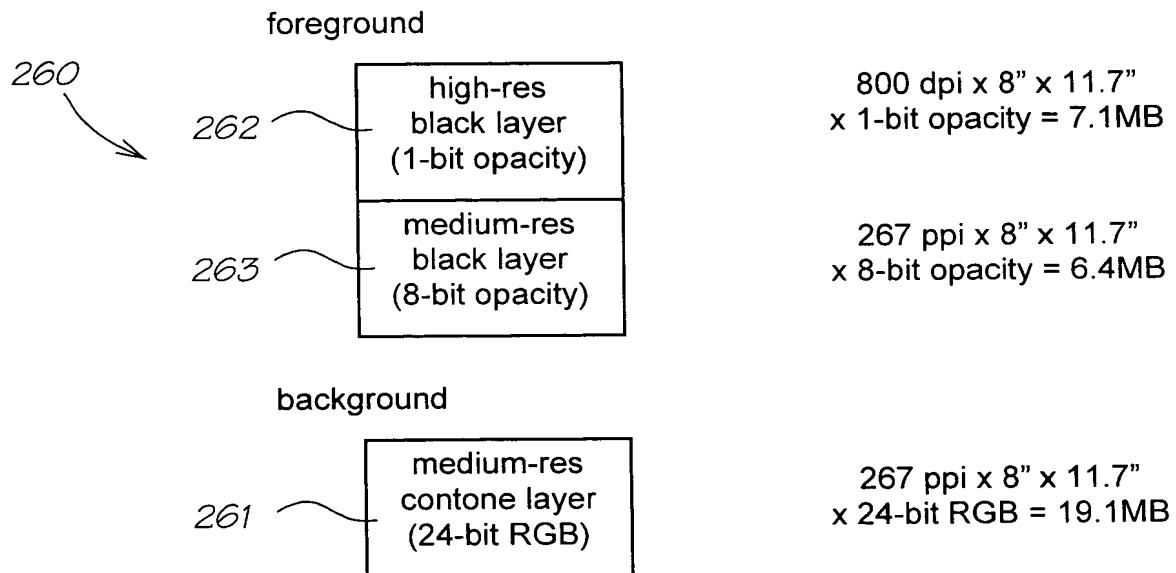 foreground
260
262
high-res
black layer
(1-bit opacity)
800 dpi x 8” x 11.7”
x 1-bit opacity = 7.1MB
263
medium-res
black layer
(8-bit opacity)
267 ppi x 8” x 11.7”
x 8-bit opacity = 6.4MB
background
261
medium-res
contone layer
(24-bit RGB)
267 ppi x 8” x 11.7”
x 24-bit RGB = 19.1MB